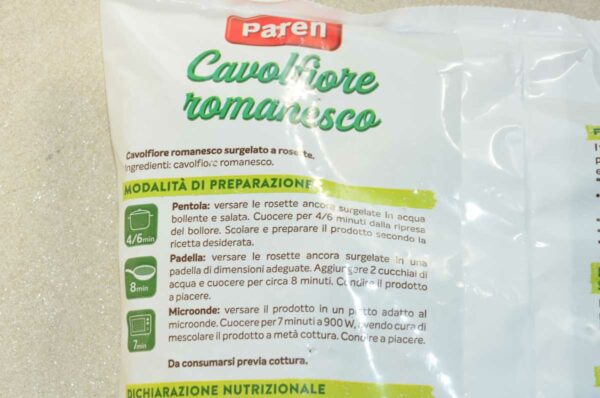 Paren
Cavolfiore
romanesco
Cavolfiore romanesco surgelato a rosette.
Ingredienti: cavolfiore romanesco.
MODALITÀ DI PREPARAZIONE
Pentola: versare le rosette ancora surgelate in acqua
bollente e salata. Cuocere per 4/6 minuti dalla ripresa
del bollore. Scolare e preparare il prodotto secondo la
ricetta desiderata.
4/6min
Padella: versare le rosette ancora surgelate in una
padella di dimensioni adeguate. Aggiungere 2 cucchiai di
acqua e cuocere per circa 8 minuti. Condire il prodotto
a piacere.
8min
Microonde: versare il prodotto in un piatto adatto al
microonde. Cuocere per 7 minuti a 900 W, avendo cura di
mescolare il prodotto a metà cottura. Condire a piacere.
7min
Da consumarsi previa cottura.
DICHIARAZIONE NUTRIZIONALE